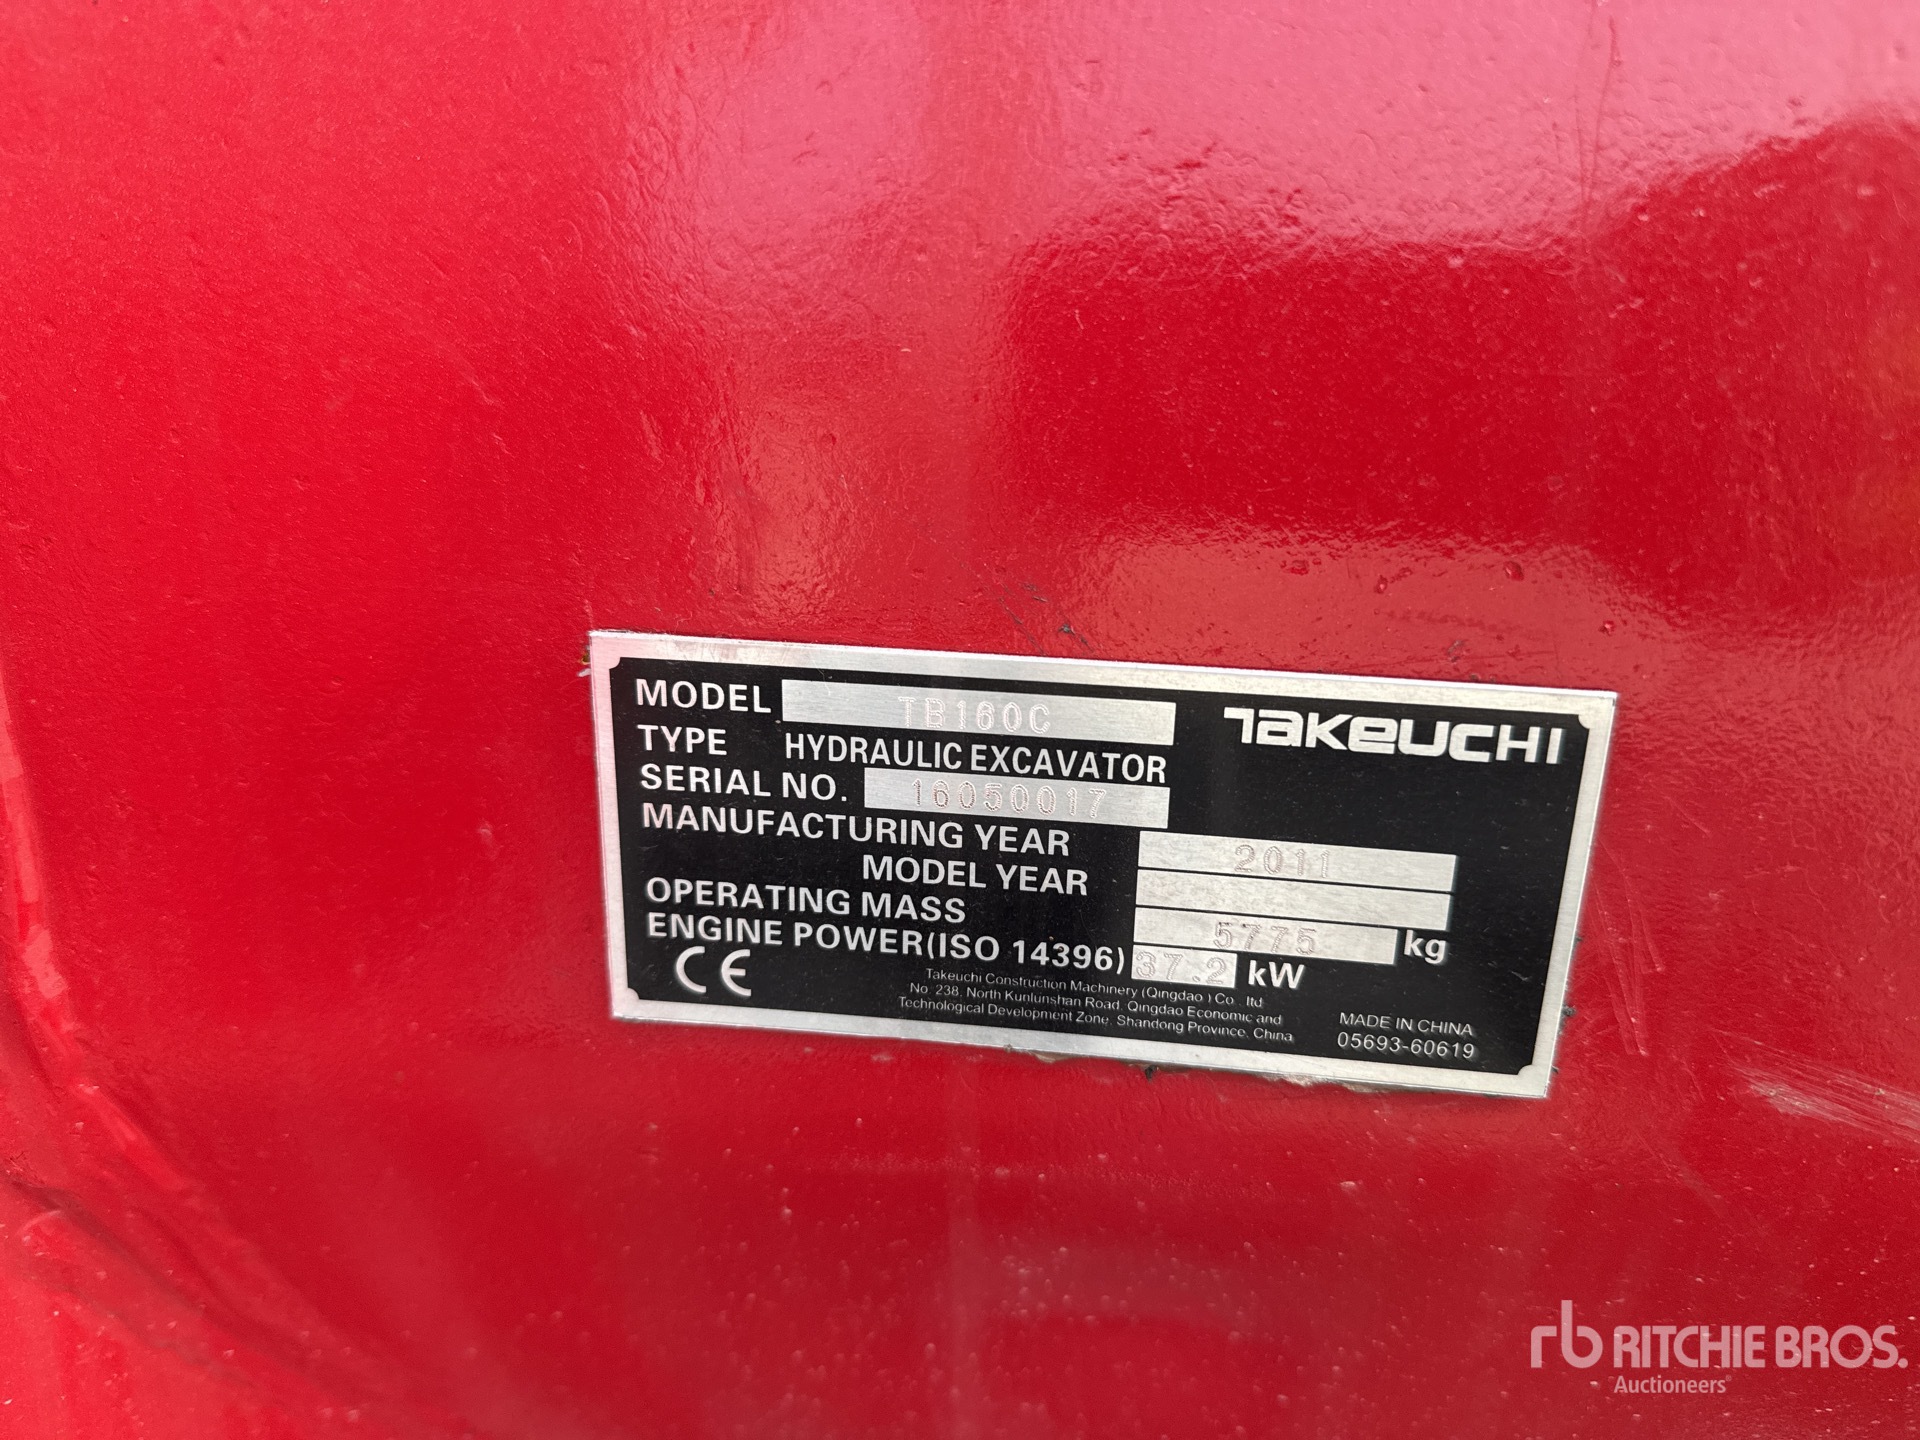 MODEL TB160C
TAKEUCHI
TYPE HYDRAULIC EXCAVATOR
SERIAL NO. 16050017
MANUFACTURING YEAR 2011
MODEL YEAR
OPERATING MASS 5775 kg
ENGINE POWER(ISO 14396) 37.2 kW
CE
Takeuchi Construction Machinery (Qingdao) Co., ltd
No. 238, North Kunlunshan Road, Qingdao Economic and
Technological Development Zone, Shandong Province, China
MADE IN CHINA
05693-60619
rb RITCHIE BROS.
Auctioneers